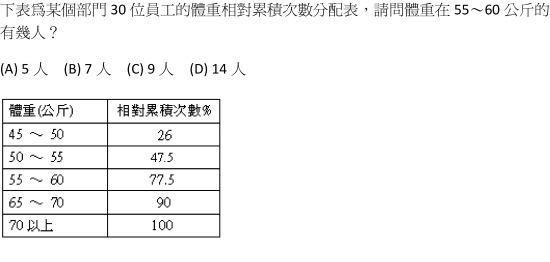 下表為某個部門 30 位員工的體重相對累積次數分配表，請問體重在 55～60 公斤的
有幾人？
(A) 5 人 (B) 7 人 (C) 9 人 (D) 14 人
體重(公斤) 相對累積次數%
45 ～ 50 26
50 ～ 55 47.5
55 ～ 60 77.5
65 ～ 70 90
70 以上 100